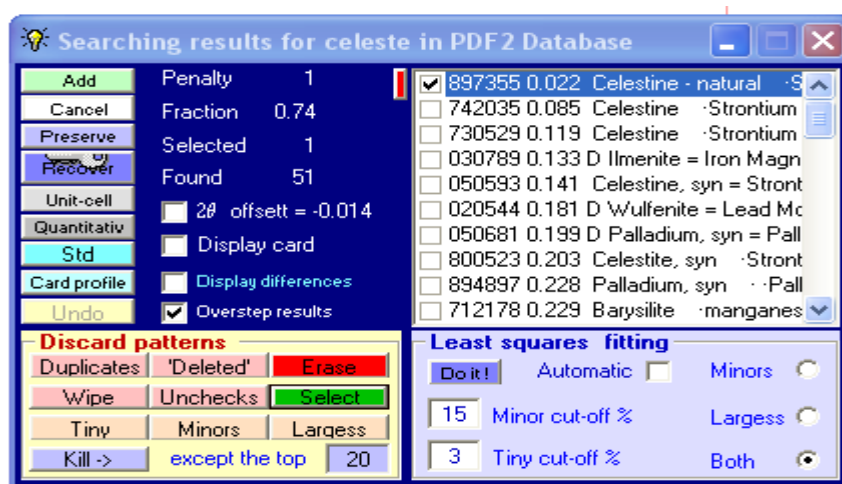 Searching results for celeste in PDF2 Database
Add
Cancel
Preserve
Recover
Unit-cell
Quantitativ
Std
Card profile
Undo
Penalty 1
Fraction 0.74
Selected 1
Found 51
2θ offsett = -0.014
Display card
Display differences
Overstep results
897355 0.022 Celestine - natural ·S
742035 0.085 Celestine ·Strontium
730529 0.119 Celestine ·Strontium
030789 0.133 D Ilmenite = Iron Magn
050593 0.141 Celestine, syn = Stront
020544 0.181 D Wulfenite = Lead Mo
050681 0.199 D Palladium, syn = Pall
800523 0.203 Celestite, syn ·Stront
894897 0.228 Palladium, syn · ·Pall
712178 0.229 Barysilite ·manganes
Discard patterns
Duplicates 'Deleted' Erase
Wipe Unchecks Select
Tiny Minors Largess
Kill -> except the top 20
Least squares fitting
Do it! Automatic Minors
15 Minor cut-off % Largess
3 Tiny cut-off % Both